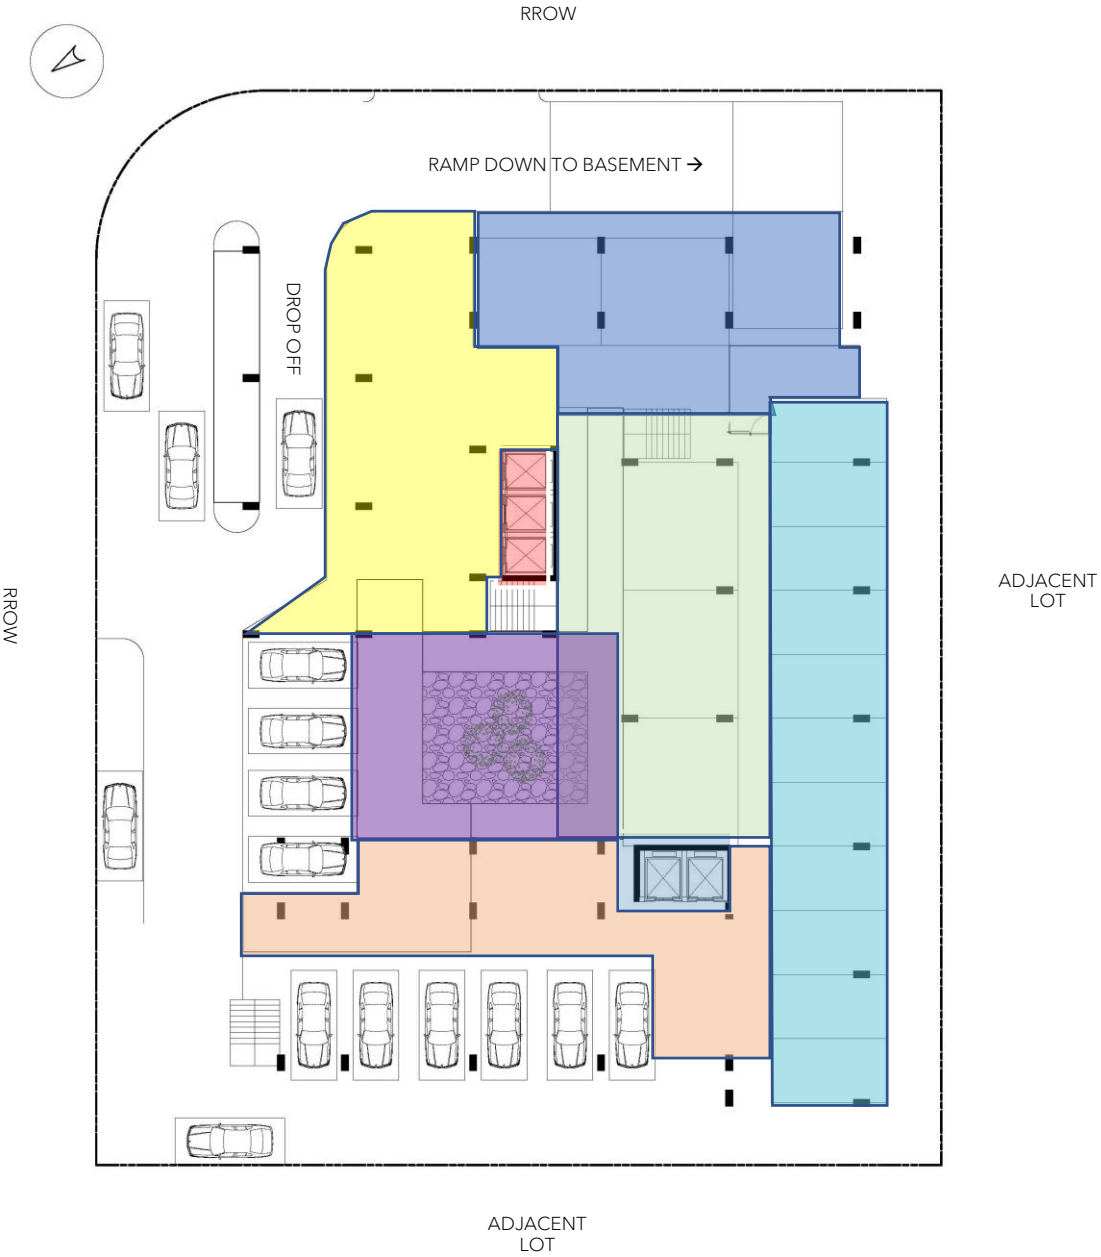 RROW
RAMP DOWN TO BASEMENT →
DROP OFF
RROW
ADJACENT
LOT
ADJACENT
LOT